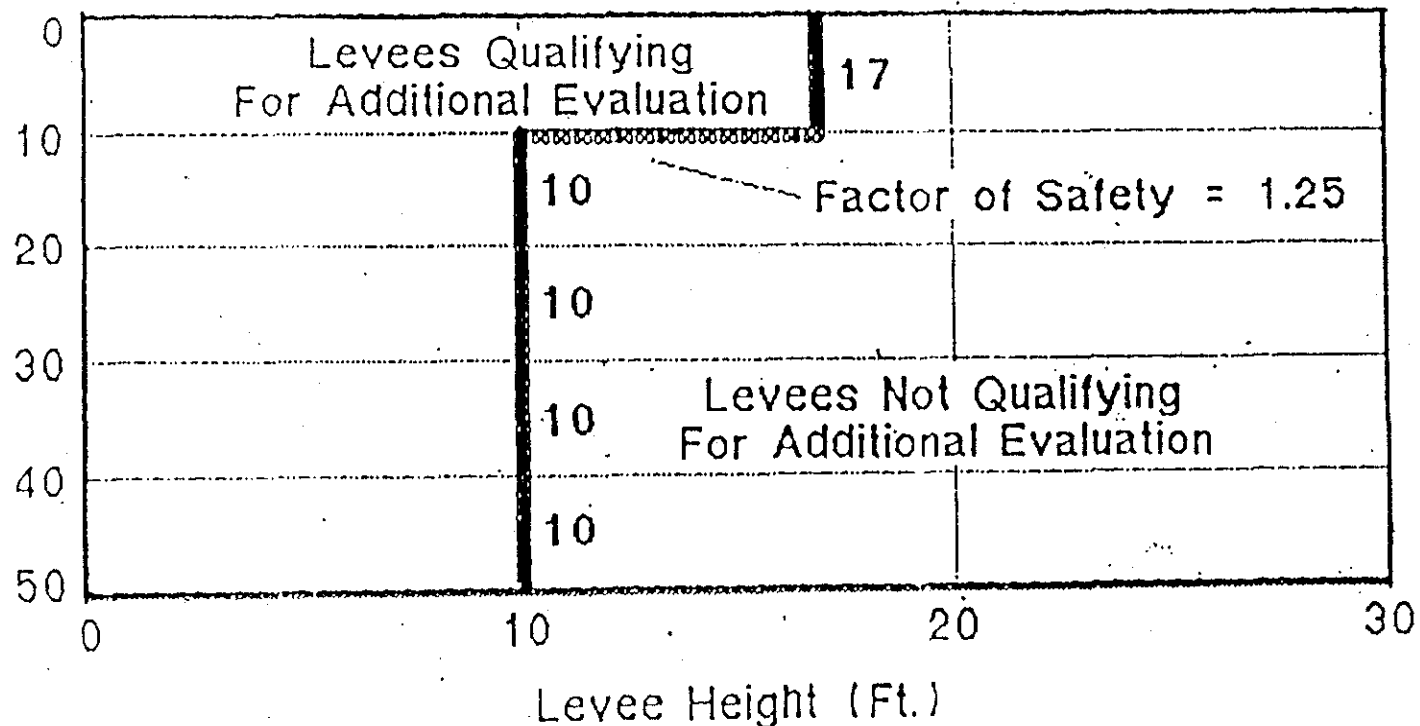 0
Levees Qualifying
For Additional Evaluation
17
10
10
Factor of Safety = 1.25
20
10
30
10
Levees Not Qualifying
For Additional Evaluation
40
10
50
0
10
20
30
Levee Height (Ft.)